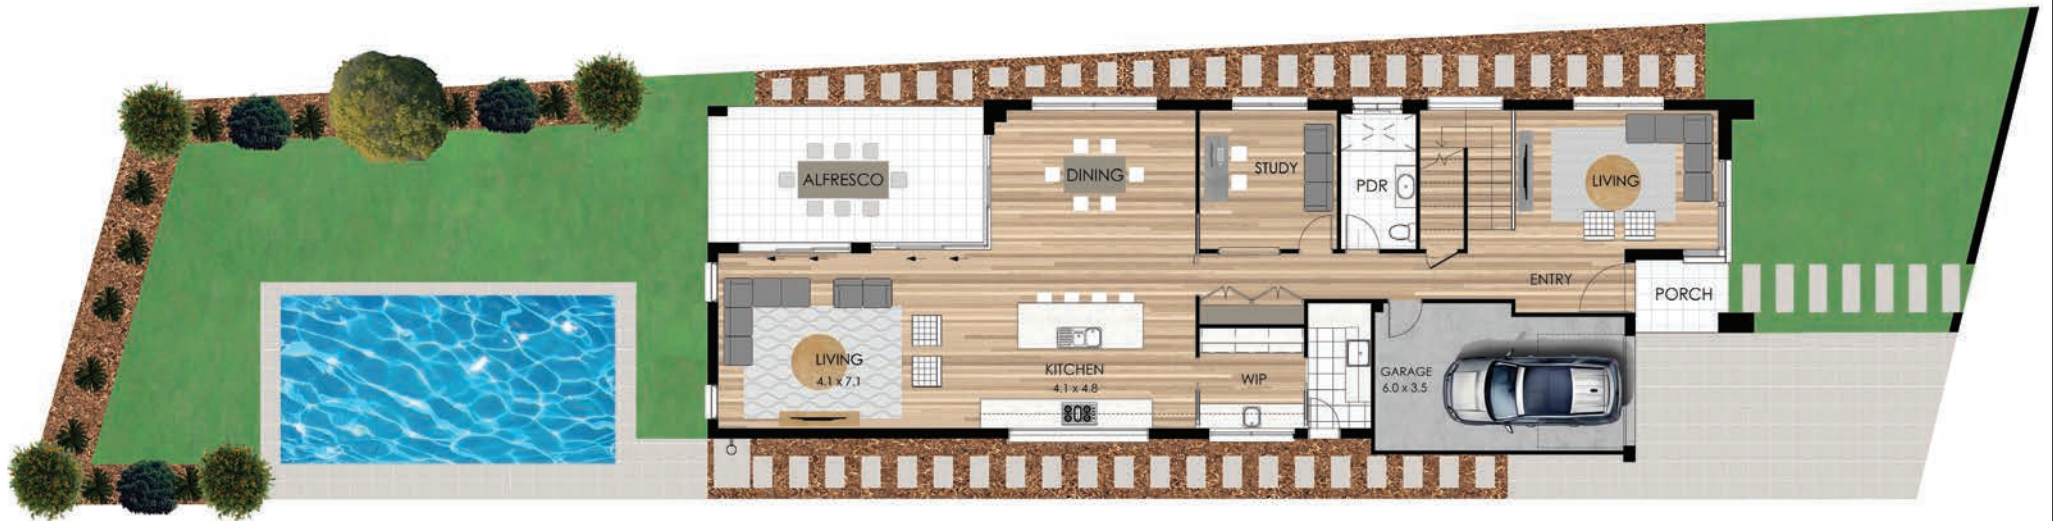 ALFRESCO
DINING
STUDY
PDR
LIVING
ENTRY
PORCH
LIVING
4.1 x 7.1
KITCHEN
4.1 x 4.8
WIP
GARAGE
6.0 x 3.5